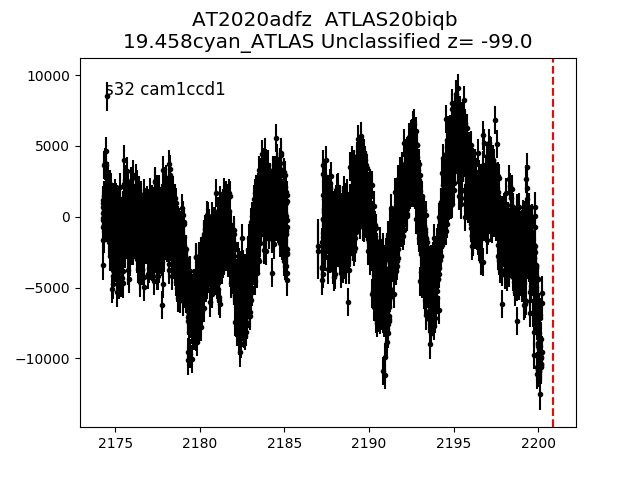 AT2020adfz  ATLAS20biqb
19.458cyan_ATLAS Unclassified z= -99.0
s32 cam1ccd1
10000
5000
0
−5000
−10000
2175 2180 2185 2190 2195 2200